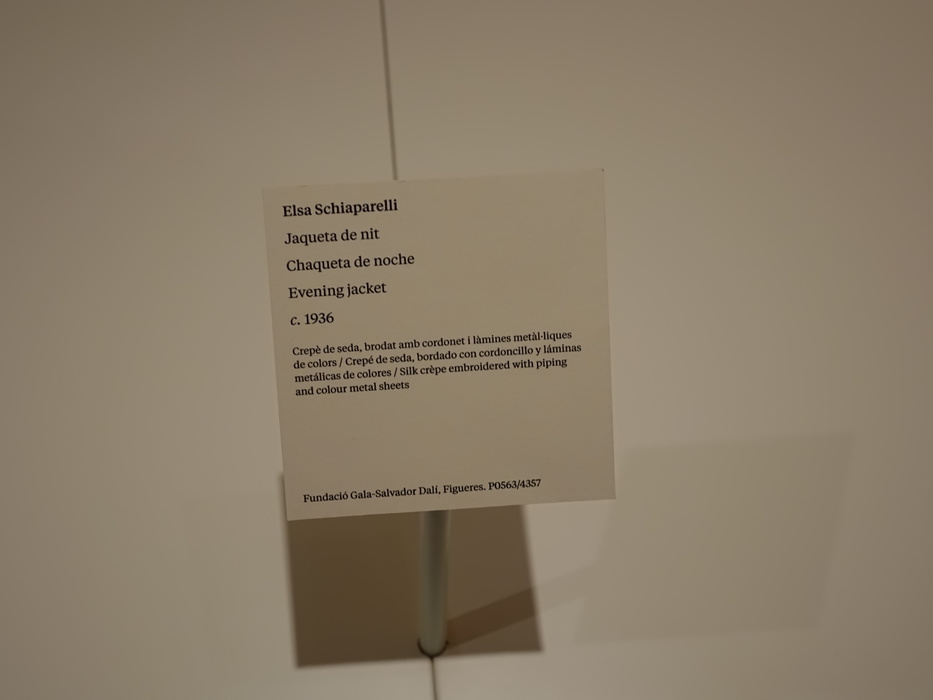 Elsa Schiaparelli
Jaqueta de nit
Chaqueta de noche
Evening jacket
c. 1936
Crepè de seda, brodat amb cordonet i làmines metàl·liques
de colors / Crepé de seda, bordado con cordoncillo y láminas
metálicas de colores / Silk crêpe embroidered with piping
and colour metal sheets
Fundació Gala-Salvador Dalí, Figueres. P0563/4357